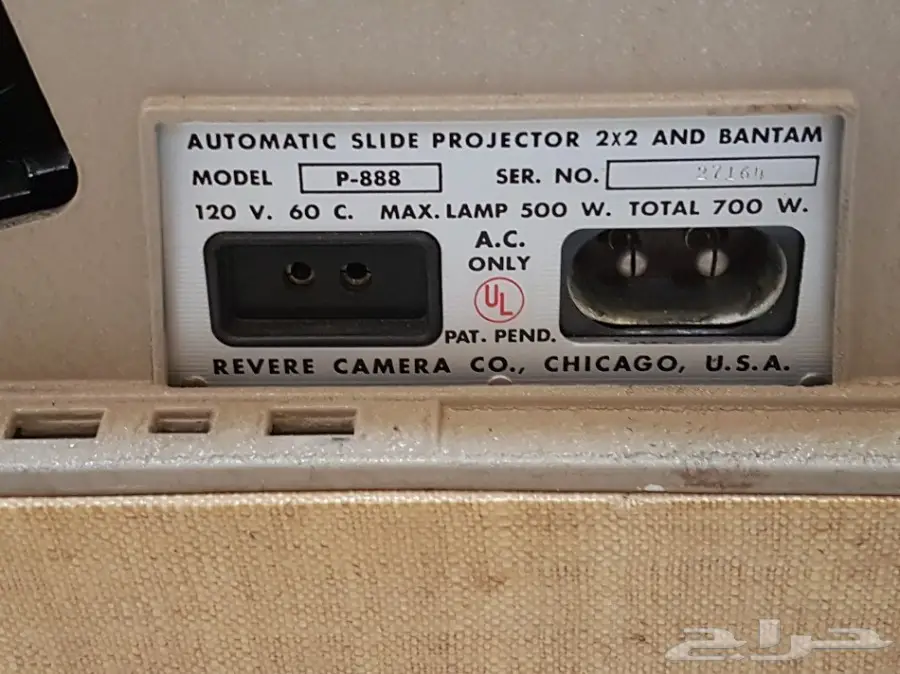 AUTOMATIC SLIDE PROJECTOR 2X2 AND BANTAM
MODEL P-888 SER. NO. 27164
120 V. 60 C. MAX. LAMP 500 W. TOTAL 700 W.
A.C.
ONLY
UL
PAT. PEND.
REVERE CAMERA CO., CHICAGO, U.S.A.
حراج